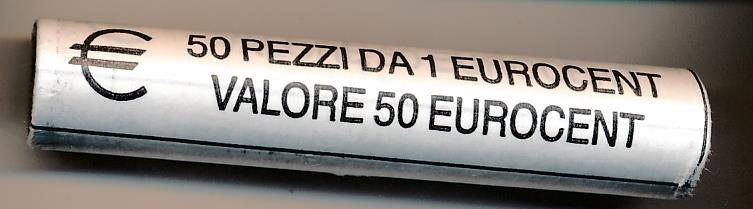 € 50 PEZZI DA 1 EUROCENT
VALORE 50 EUROCENT